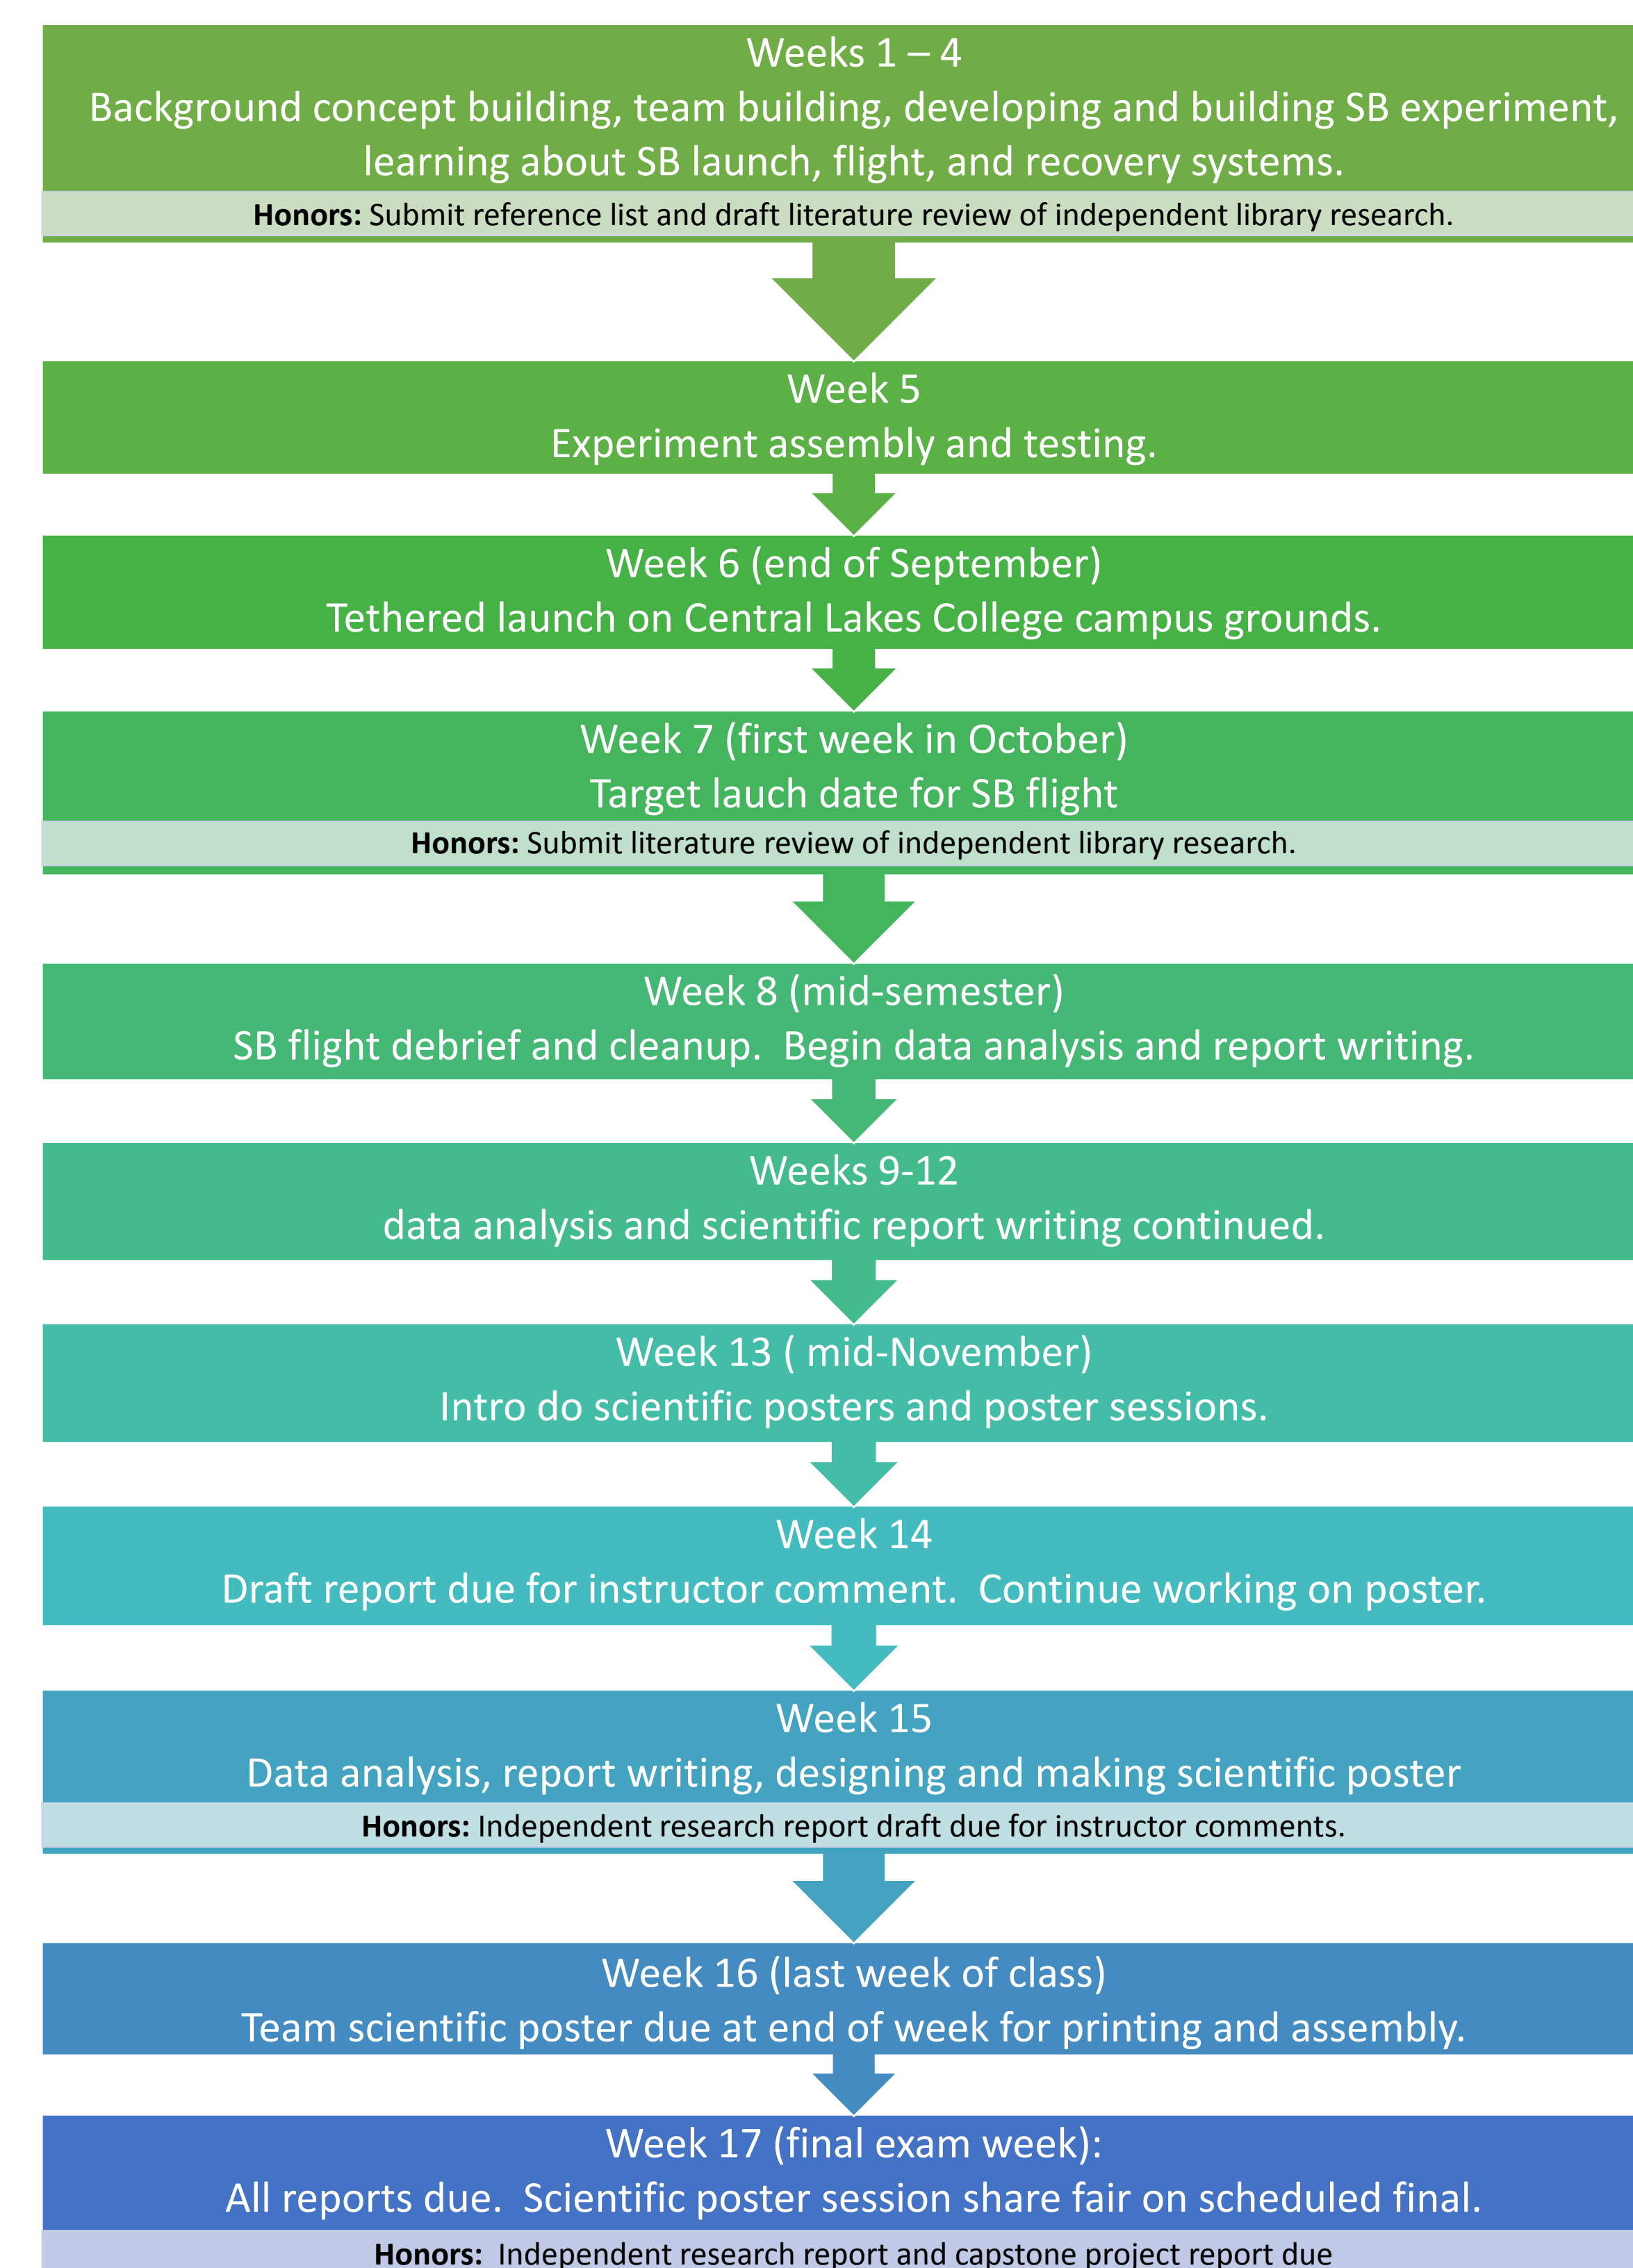 Weeks 1 – 4
Background concept building, team building, developing and building SB experiment,
learning about SB launch, flight, and recovery systems.
Honors: Submit reference list and draft literature review of independent library research.
Week 5
Experiment assembly and testing.
Week 6 (end of September)
Tethered launch on Central Lakes College campus grounds.
Week 7 (first week in October)
Target lauch date for SB flight
Honors: Submit literature review of independent library research.
Week 8 (mid-semester)
SB flight debrief and cleanup.  Begin data analysis and report writing.
Weeks 9-12
data analysis and scientific report writing continued.
Week 13 ( mid-November)
Intro do scientific posters and poster sessions.
Week 14
Draft report due for instructor comment.  Continue working on poster.
Week 15
Data analysis, report writing, designing and making scientific poster
Honors: Independent research report draft due for instructor comments.
Week 16 (last week of class)
Team scientific poster due at end of week for printing and assembly.
Week 17 (final exam week):
All reports due.  Scientific poster session share fair on scheduled final.
Honors:  Independent research report and capstone project report due